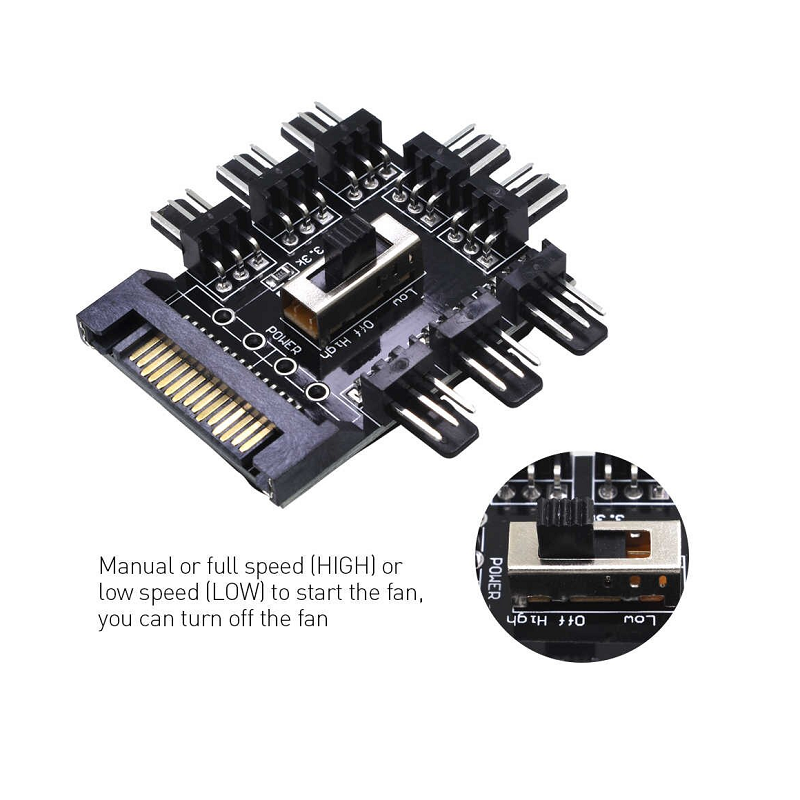 3.3k
Low
Off
High
POWER
3.3k
POWER
High
Off
Low
Manual or full speed (HIGH) or
low speed (LOW) to start the fan,
you can turn off the fan